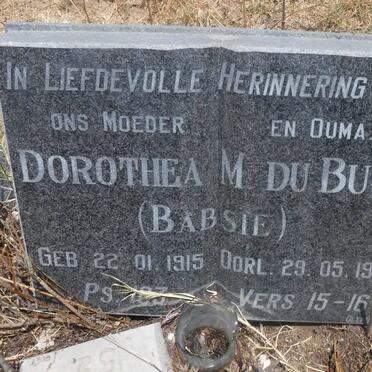 IN LIEFDEVOLLE HERINNERING
ONS MOEDER EN OUMA
DOROTHEA M. DU BU
(BABSIE)
GEB. 22.01.1915 OORL. 29.05.19
PS. 103 VERS 15-16